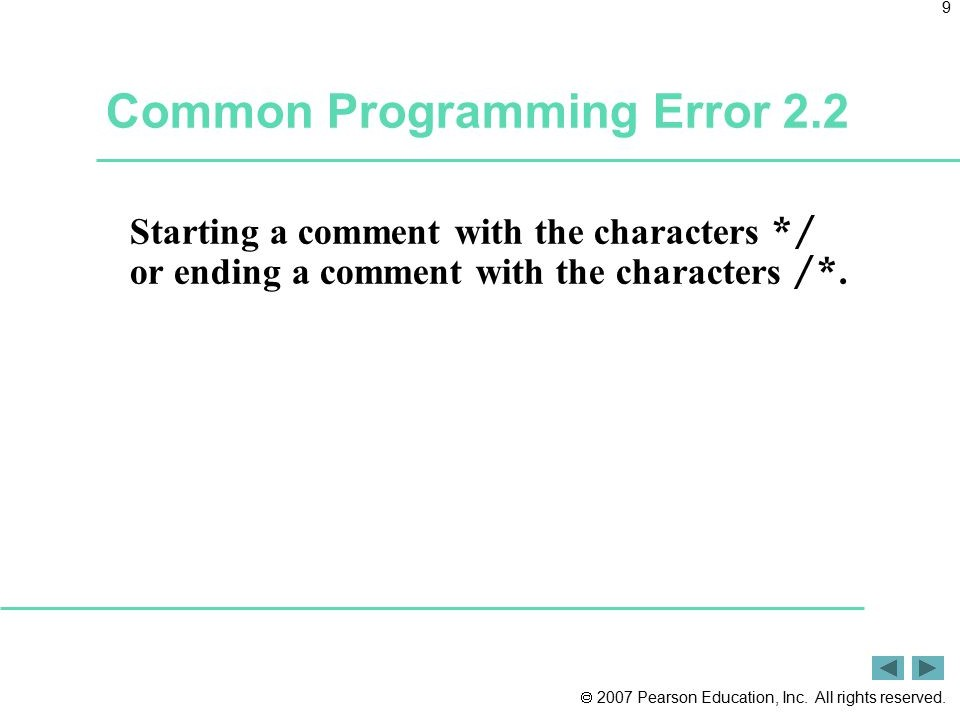 9
Common Programming Error 2.2
Starting a comment with the characters */
or ending a comment with the characters /*.
© 2007 Pearson Education, Inc. All rights reserved.